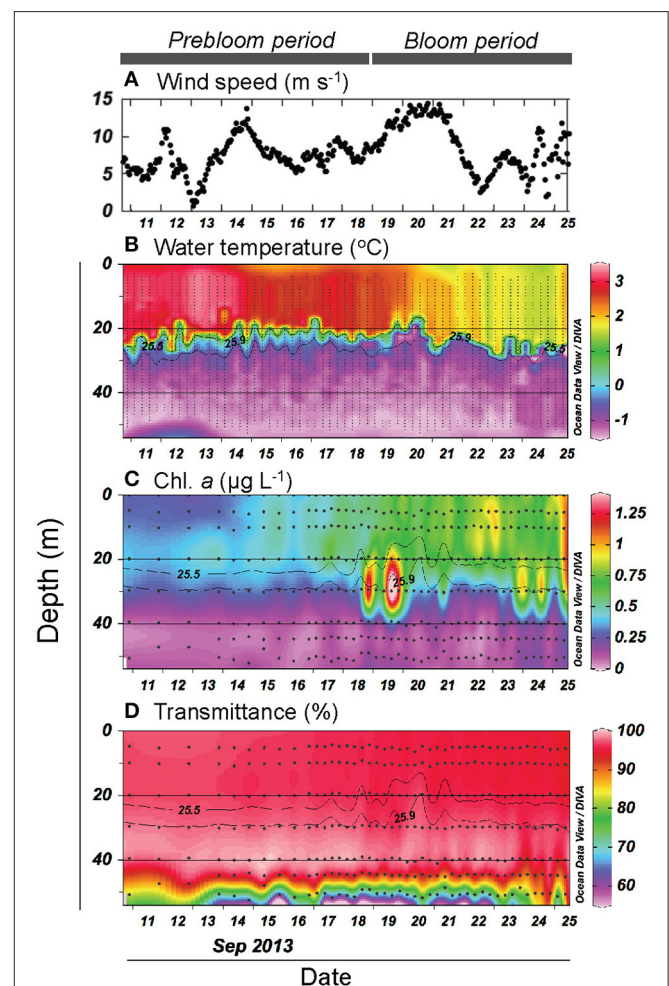 Prebloom period Bloom period
A Wind speed (m s-1)
15
10
5
0
11 12 13 14 15 16 17 18 19 20 21 22 23 24 25
B Water temperature (oC)
0
20
40
25.5 25.9 25.9 25.5
3
2
1
0
-1
Ocean Data View / DIVA
11 12 13 14 15 16 17 18 19 20 21 22 23 24 25
C Chl. a (µg L-1)
0
20
40
25.5 25.9
1.25
1
0.75
0.5
0.25
0
Ocean Data View / DIVA
11 12 13 14 15 16 17 18 19 20 21 22 23 24 25
D Transmittance (%)
0
20
40
25.5 25.9
100
90
80
70
60
Ocean Data View / DIVA
11 12 13 14 15 16 17 18 19 20 21 22 23 24 25
Depth (m)
Sep 2013
Date